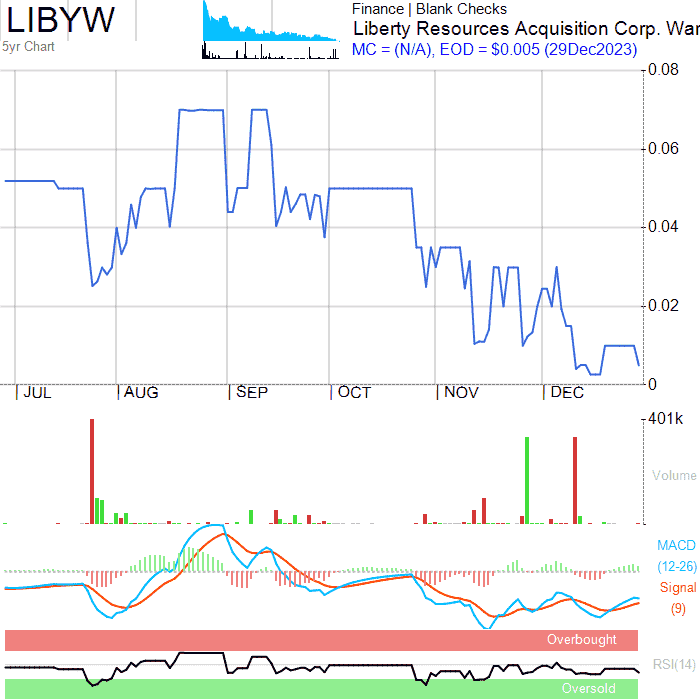 LIBYW
5yr Chart
Finance | Blank Checks
Liberty Resources Acquisition Corp. War
MC = (N/A), EOD = $0.005 (29Dec2023)
0.08
0.06
0.04
0.02
0
| JUL | AUG | SEP | OCT | NOV | DEC
401k
Volume
MACD
(12-26)
Signal
(9)
Overbought
RSI(14)
Oversold